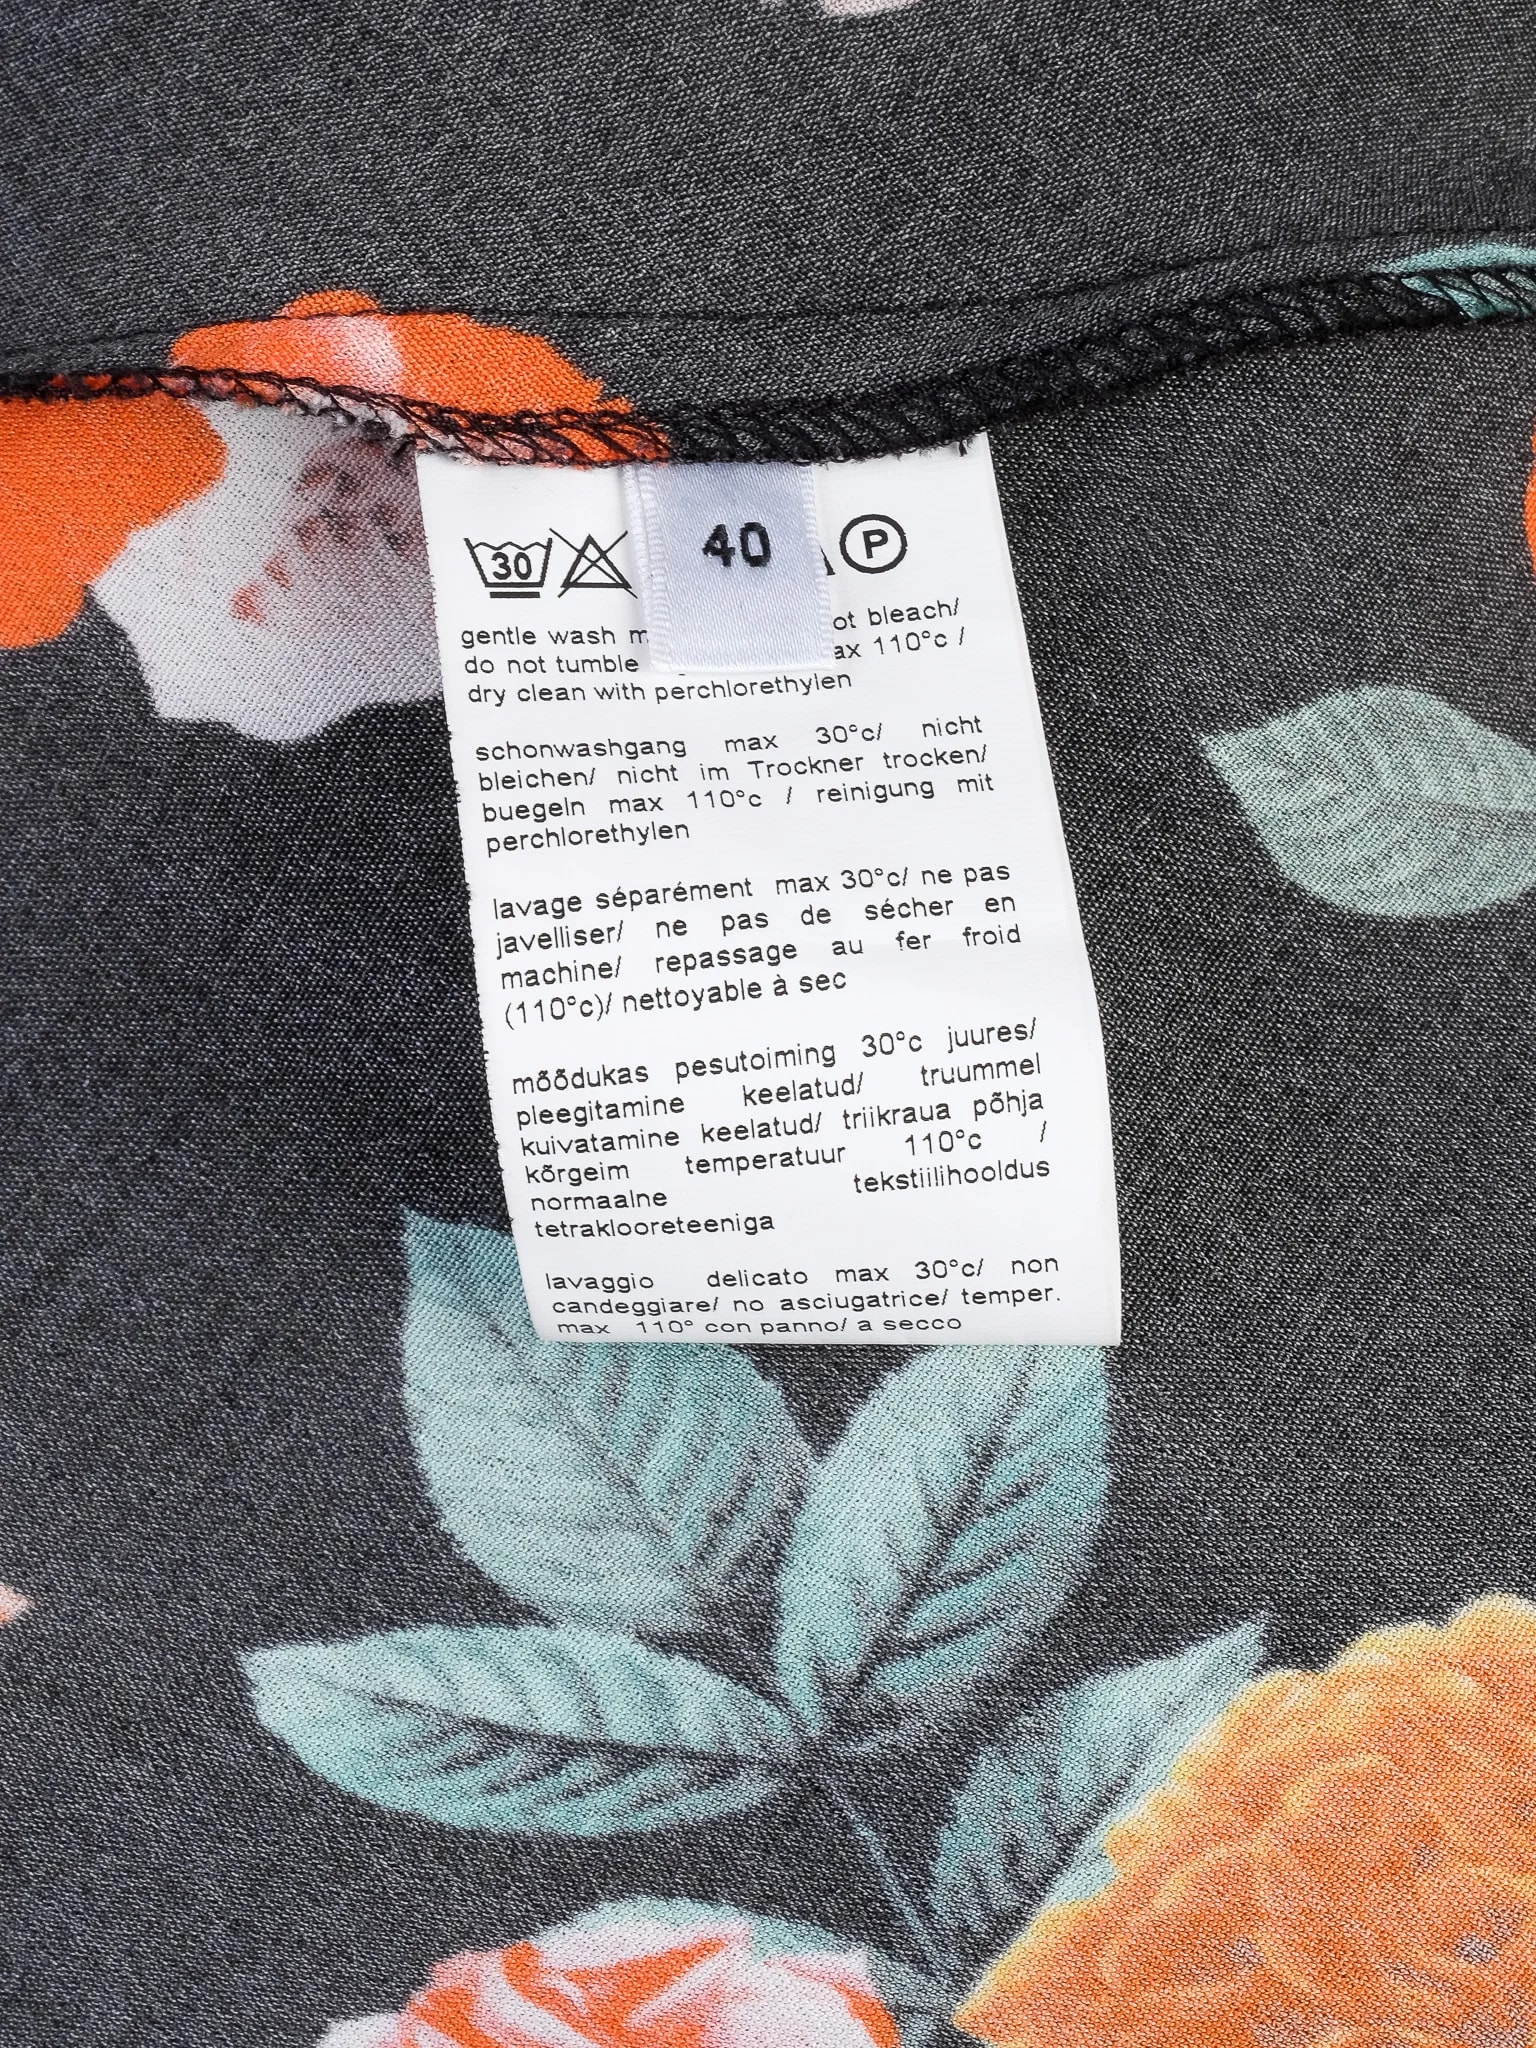 40
30
P
gentle wash
ot bleach/
do not tumble
ax 110°c /
dry clean with perchlorethylen
schonwashgang max 30°c/ nicht
bleichen/ nicht im Trockner trocken/
buegeln max 110°c / reinigung mit
perchlorethylen
lavage séparément max 30°c/ ne pas
javelliser/ ne pas de sécher en
machine/ repassage au fer froid
(110°c)/ nettoyable à sec
mõõdukas pesutoiming 30°c juures/
pleegitamine keelatud/ truummel
kuivatamine keelatud/ triikraua põhja
kõrgeim temperatuur 110°c /
normaalne tekstiilihooldus
tetraklooreteeniga
lavaggio delicato max 30°c/ non
candeggiare/ no asciugatrice/ temper.
max 110° con panno/ a secco